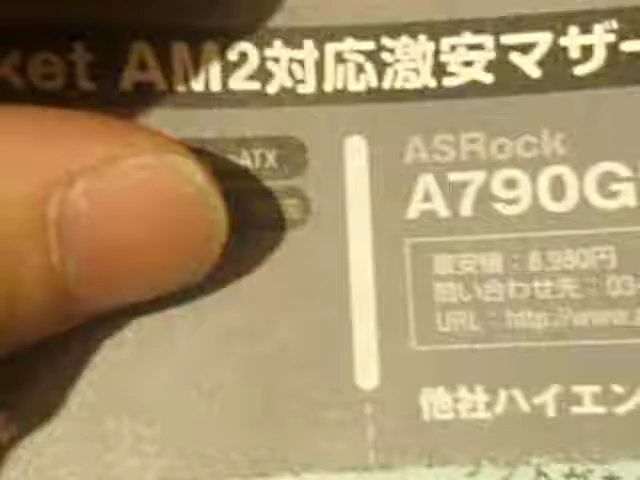 ket AM2対応激安マザー
ATX
ASRock
A790G
激安値：8,980円
問い合わせ先：03
URL：http://www.
他社ハイエン